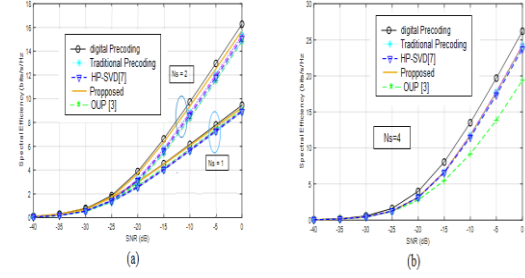 18
16
14
12
10
8
6
4
2
0
Spectral Efficiency (bits/s/Hz)
digital Precoding
Traditional Precoding
HP-SVD[7]
Propposed
OUP [3]
Ns = 2
Ns = 1
-40 -35 -30 -25 -20 -15 -10 -5 0
SNR (dB)
(a)
30
25
20
15
10
5
0
Spectral Efficiency (bits/s/Hz)
digital Precoding
Traditional Precoding
HP-SVD[7]
Propposed
OUP [3]
Ns=4
-40 -35 -30 -25 -20 -15 -10 -5 0
SNR (dB)
(b)